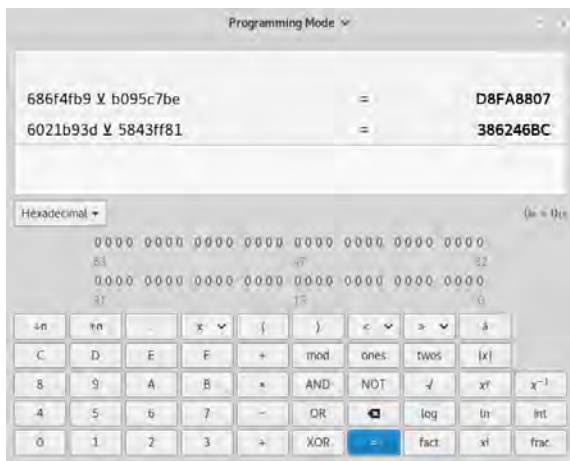 Programming Mode
686f4fb9 ⊻ b095c7be = D8FA8807
6021b93d ⊻ 5843ff81 = 386246BC
Hexadecimal
0000 0000 0000 0000 0000 0000 0000 0000
63 47 32
0000 0000 0000 0000 0000 0000 0000 0000
31 15 0
↓n ↑n . x ( ) < >
C D E F ÷ mod ones twos |x|
8 9 A B × AND NOT √ xʸ x⁻¹
4 5 6 7 − OR log ln int
0 1 2 3 + XOR = fact x! frac